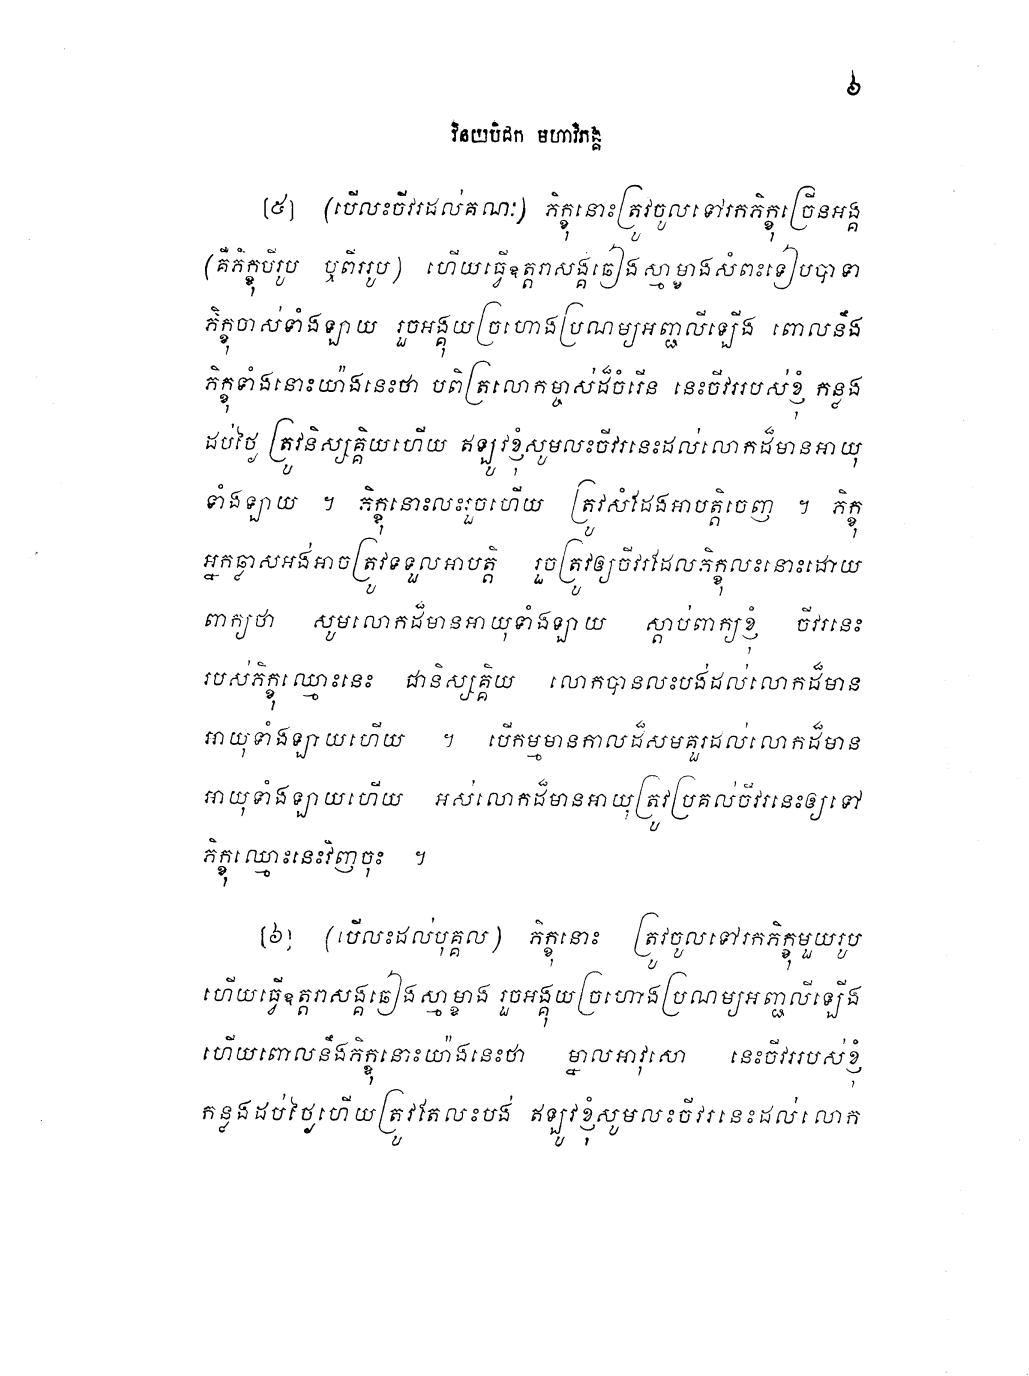 ៦
វិនយបិដក មហាវិភង្គ
[៥] (បើលះចីវរដល់គណៈ) ភិក្ខុនោះត្រូវចូលទៅរកភិក្ខុច្រើនអង្គ
(គឺភិក្ខុបីរូប ឬពីររូប) ហើយធ្វើឧត្តរាសង្គឆៀងស្មាម្ខាងសំពះទៀបបាទា
ភិក្ខុចាស់ទាំងឡាយ រួចអង្គុយច្រហោងប្រណម្យអញ្ជលីឡើង ពោលនឹង
ភិក្ខុទាំងនោះយ៉ាងនេះថា បពិត្រលោកម្ចាស់ដ៏ចំរើន នេះចីវររបស់ខ្ញុំ កន្លង
ដប់ថ្ងៃ ត្រូវនិស្សគ្គិយហើយ ឥឡូវខ្ញុំសូមលះចីវរនេះដល់លោកដ៏មានអាយុ
ទាំងឡាយ ។ ភិក្ខុនោះលះរួចហើយ ត្រូវសំដែងអាបត្តិចេញ ។ ភិក្ខុ
អ្នកឆ្លាសអង់អាចត្រូវទទួលអាបត្តិ រួចត្រូវឲ្យចីវរដែលភិក្ខុលះនោះដោយ
ពាក្យថា សូមលោកដ៏មានអាយុទាំងឡាយ ស្តាប់ពាក្យខ្ញុំ ចីវរនេះ
របស់ភិក្ខុឈ្មោះនេះ ជានិស្សគ្គិយ លោកបានលះបង់ដល់លោកដ៏មាន
អាយុទាំងឡាយហើយ ។ បើកម្មមានកាលដ៏សមគួរដល់លោកដ៏មាន
អាយុទាំងឡាយហើយ អស់លោកដ៏មានអាយុត្រូវប្រគល់ចីវរនេះឲ្យទៅ
ភិក្ខុឈ្មោះនេះវិញចុះ ។
[៦] (បើលះដល់បុគ្គល) ភិក្ខុនោះ ត្រូវចូលទៅរកភិក្ខុមួយរូប
ហើយធ្វើឧត្តរាសង្គឆៀងស្មាម្ខាង រួចអង្គុយច្រហោងប្រណម្យអញ្ជលីឡើង
ហើយពោលនឹងភិក្ខុនោះយ៉ាងនេះថា ម្នាលអាវុសោ នេះចីវររបស់ខ្ញុំ
កន្លងដប់ថ្ងៃហើយត្រូវតែលះបង់ ឥឡូវខ្ញុំសូមលះចីវរនេះដល់លោក